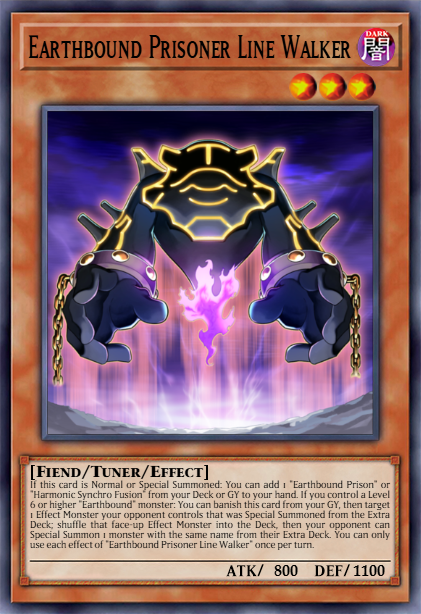 Earthbound Prisoner Line Walker
DARK
闇
[Fiend/Tuner/Effect]
If this card is Normal or Special Summoned: You can add 1 "Earthbound Prison" or
"Harmonic Synchro Fusion" from your Deck or GY to your hand. If you control a Level
6 or higher "Earthbound" monster: You can banish this card from your GY, then target
1 Effect Monster your opponent controls that was Special Summoned from the Extra
Deck; shuffle that face-up Effect Monster into the Deck, then your opponent can
Special Summon 1 monster with the same name from their Extra Deck. You can only
use each effect of "Earthbound Prisoner Line Walker" once per turn.
ATK/ 800 DEF/1100